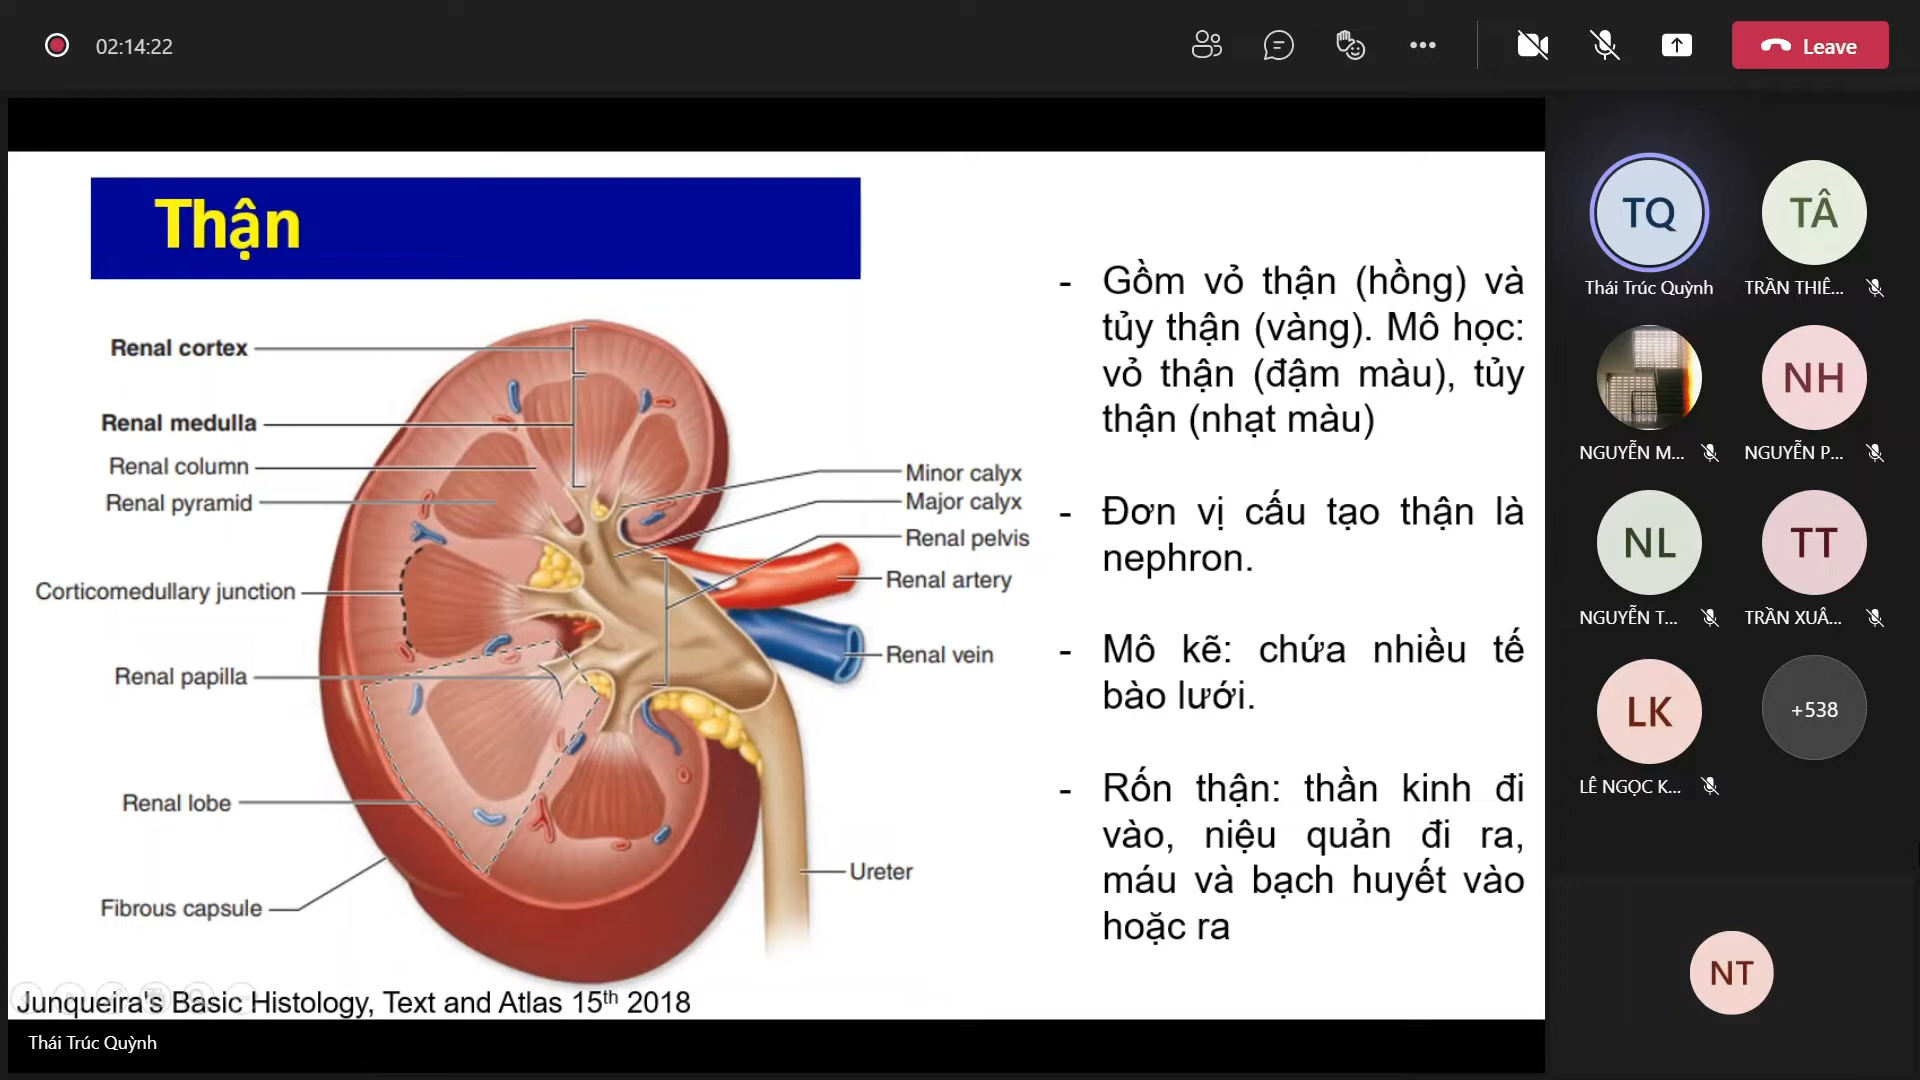 02:14:22
Leave
Thận
Renal cortex
Renal medulla
Renal column
Renal pyramid
Corticomedullary junction
Renal papilla
Renal lobe
Fibrous capsule
Minor calyx
Major calyx
Renal pelvis
Renal artery
Renal vein
Ureter
- Gồm vỏ thận (hồng) và
tủy thận (vàng). Mô học:
vỏ thận (đậm màu), tủy
thận (nhạt màu)
- Đơn vị cấu tạo thận là
nephron.
- Mô kẽ: chứa nhiều tế
bào lưới.
- Rốn thận: thần kinh đi
vào, niệu quản đi ra,
máu và bạch huyết vào
hoặc ra
Junqueira's Basic Histology, Text and Atlas 15th 2018
Thái Trúc Quỳnh
TQ
Thái Trúc Quỳnh
TÂ
TRẦN THIÊ...
NGUYỄN M...
NH
NGUYỄN P...
NL
NGUYỄN T...
TT
TRẦN XUÂ...
LK
LÊ NGỌC K...
+538
NT